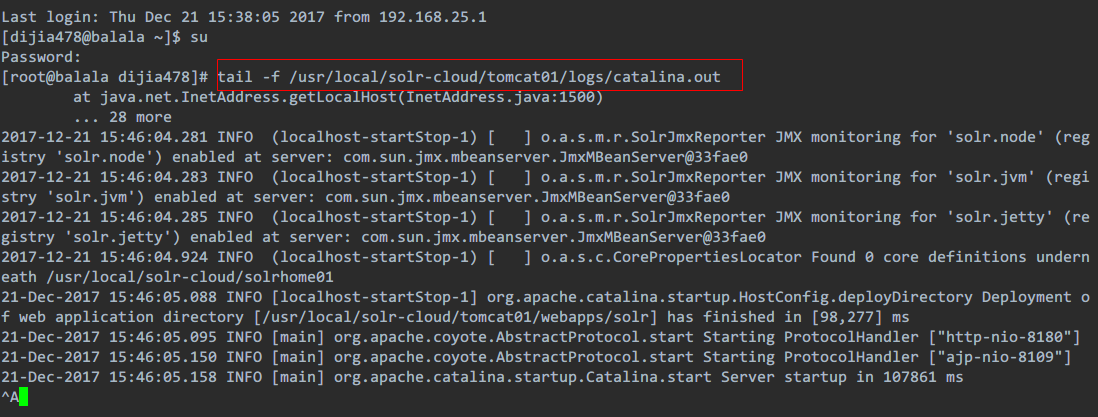 Last login: Thu Dec 21 15:38:05 2017 from 192.168.25.1
[dijia478@balala ~]$ su
Password:
[root@balala dijia478]# tail -f /usr/local/solr-cloud/tomcat01/logs/catalina.out
        at java.net.InetAddress.getLocalHost(InetAddress.java:1500)
        ... 28 more
2017-12-21 15:46:04.281 INFO  (localhost-startStop-1) [   ] o.a.s.m.r.SolrJmxReporter JMX monitoring for 'solr.node' (reg
istry 'solr.node') enabled at server: com.sun.jmx.mbeanserver.JmxMBeanServer@33fae0
2017-12-21 15:46:04.283 INFO  (localhost-startStop-1) [   ] o.a.s.m.r.SolrJmxReporter JMX monitoring for 'solr.jvm' (regi
stry 'solr.jvm') enabled at server: com.sun.jmx.mbeanserver.JmxMBeanServer@33fae0
2017-12-21 15:46:04.285 INFO  (localhost-startStop-1) [   ] o.a.s.m.r.SolrJmxReporter JMX monitoring for 'solr.jetty' (re
gistry 'solr.jetty') enabled at server: com.sun.jmx.mbeanserver.JmxMBeanServer@33fae0
2017-12-21 15:46:04.924 INFO  (localhost-startStop-1) [   ] o.a.s.c.CorePropertiesLocator Found 0 core definitions undern
eath /usr/local/solr-cloud/solrhome01
21-Dec-2017 15:46:05.088 INFO [localhost-startStop-1] org.apache.catalina.startup.HostConfig.deployDirectory Deployment o
f web application directory [/usr/local/solr-cloud/tomcat01/webapps/solr] has finished in [98,277] ms
21-Dec-2017 15:46:05.095 INFO [main] org.apache.coyote.AbstractProtocol.start Starting ProtocolHandler ["http-nio-8180"]
21-Dec-2017 15:46:05.150 INFO [main] org.apache.coyote.AbstractProtocol.start Starting ProtocolHandler ["ajp-nio-8109"]
21-Dec-2017 15:46:05.158 INFO [main] org.apache.catalina.startup.Catalina.start Server startup in 107861 ms
^A